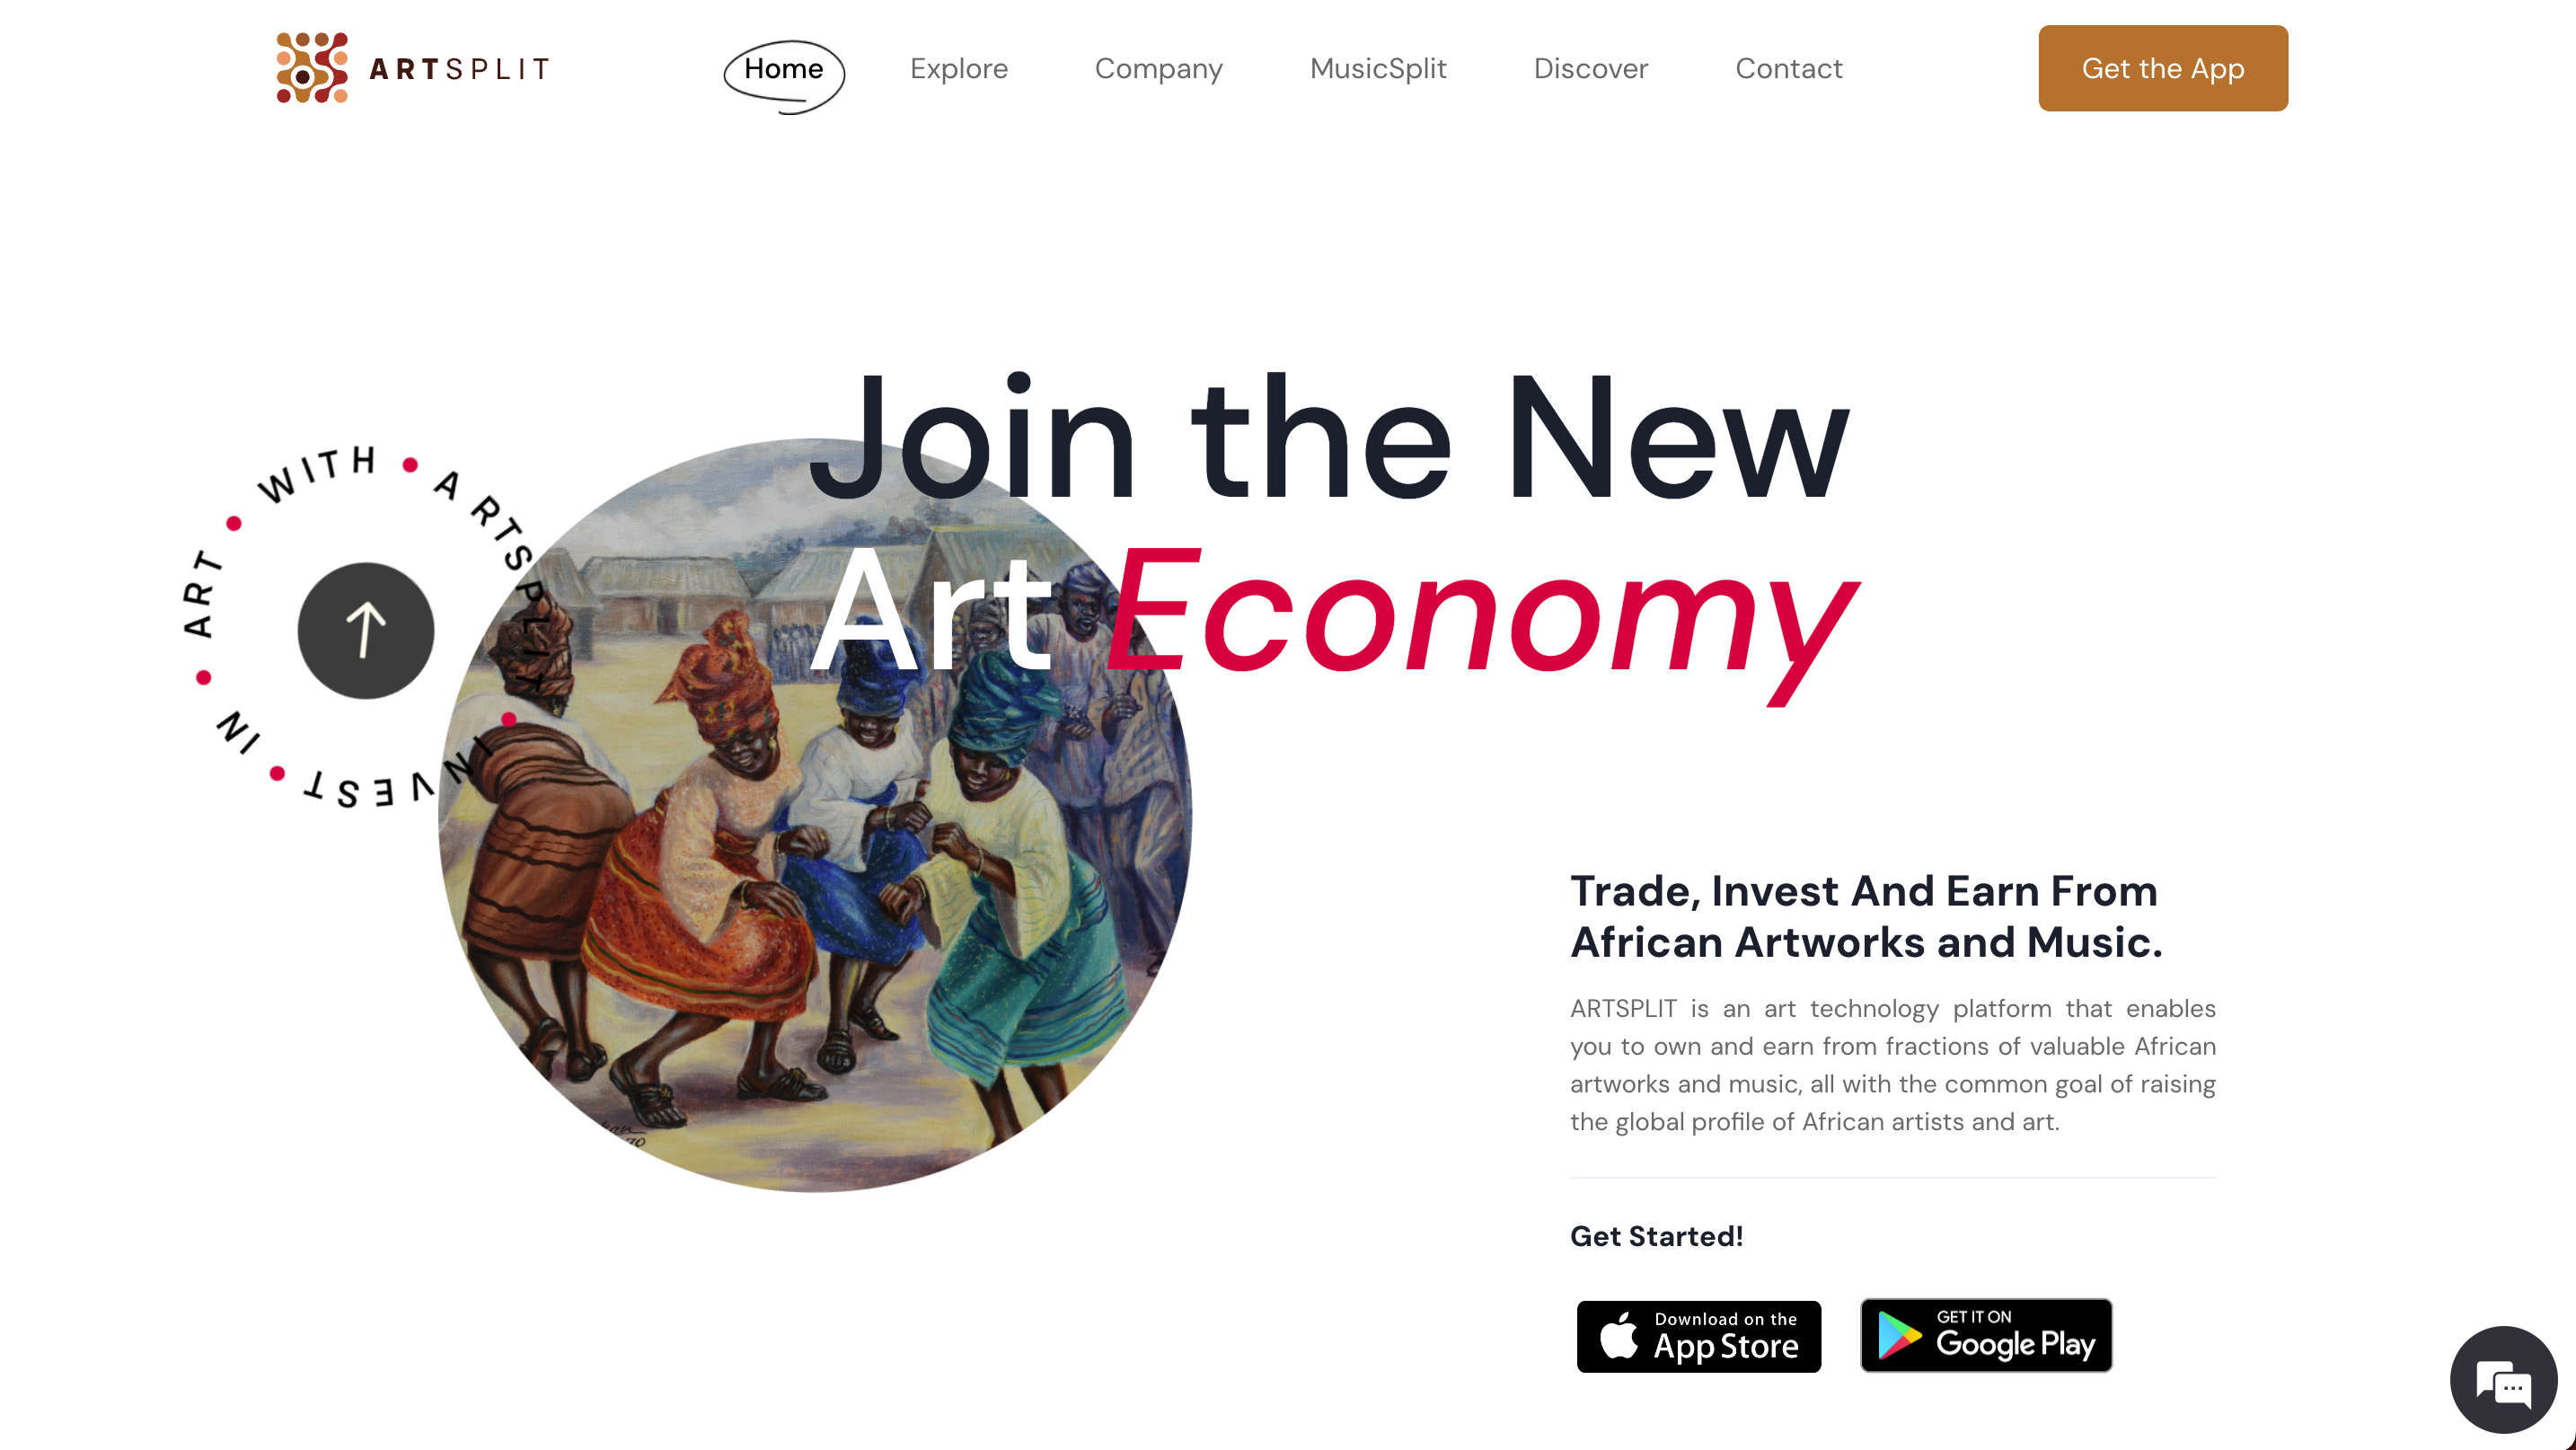 ARTSPLIT
Home
Explore
Company
MusicSplit
Discover
Contact
Get the App
Join the New
Art Economy
INVEST • IN • ART • WITH • ARTSPLIT •
Trade, Invest And Earn From
African Artworks and Music.
ARTSPLIT is an art technology platform that enables
you to own and earn from fractions of valuable African
artworks and music, all with the common goal of raising
the global profile of African artists and art.
Get Started!
Download on the
App Store
GET IT ON
Google Play